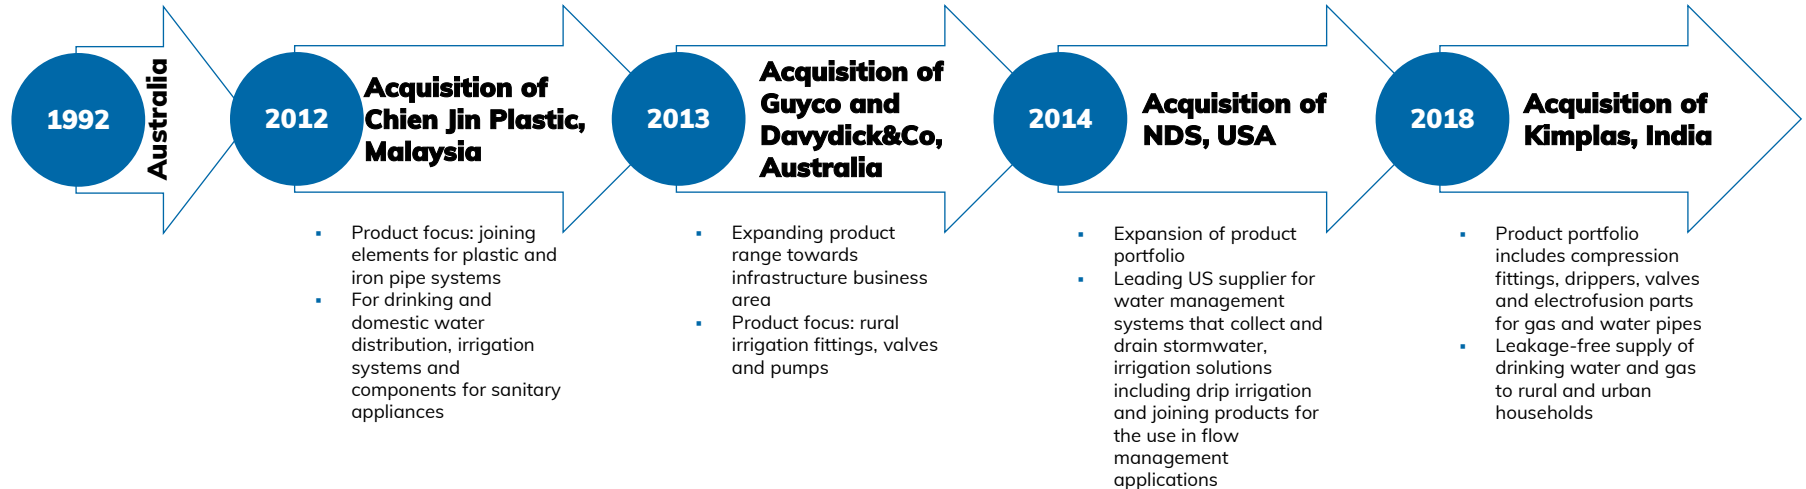 1992
Australia
2012
Acquisition of
Chien Jin Plastic,
Malaysia
▪ Product focus: joining
elements for plastic and
iron pipe systems
▪ For drinking and
domestic water
distribution, irrigation
systems and
components for sanitary
appliances
2013
Acquisition of
Guyco and
Davydick&Co,
Australia
▪ Expanding product
range towards
infrastructure business
area
▪ Product focus: rural
irrigation fittings, valves
and pumps
2014
Acquisition of
NDS, USA
▪ Expansion of product
portfolio
▪ Leading US supplier for
water management
systems that collect and
drain stormwater,
irrigation solutions
including drip irrigation
and joining products for
the use in flow
management
applications
2018
Acquisition of
Kimplas, India
▪ Product portfolio
includes compression
fittings, drippers, valves
and electrofusion parts
for gas and water pipes
▪ Leakage-free supply of
drinking water and gas
to rural and urban
households